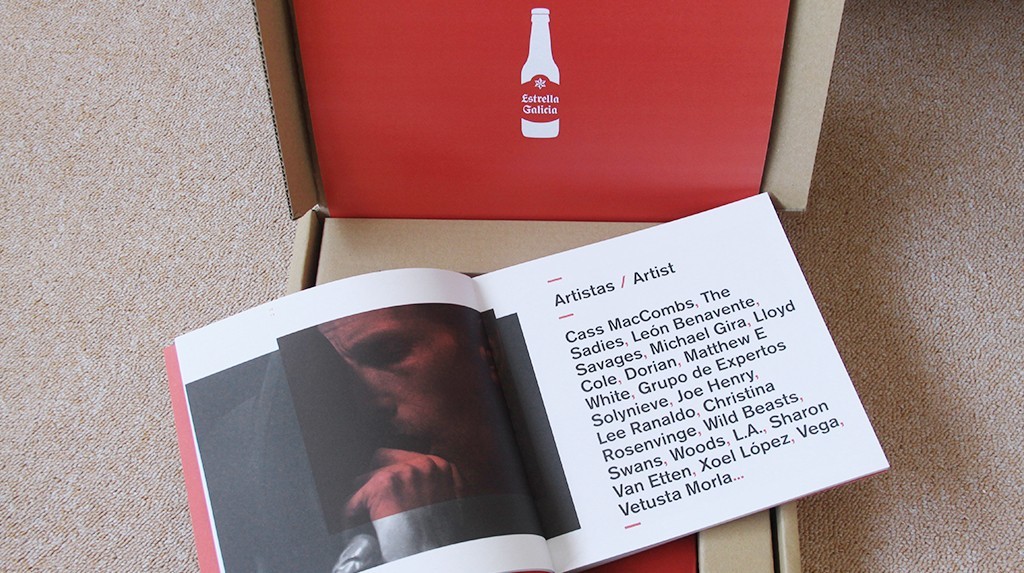 Estrella
Galicia
Artistas / Artist
Cass MacCombs, The
Sadies, León Benavente,
Savages, Michael Gira, Lloyd
Cole, Dorian, Matthew E
White, Grupo de Expertos
Solynieve, Joe Henry,
Lee Ranaldo, Christina
Rosenvinge, Wild Beasts,
Swans, Woods, L.A., Sharon
Van Etten, Xoel López, Vega,
Vetusta Morla...